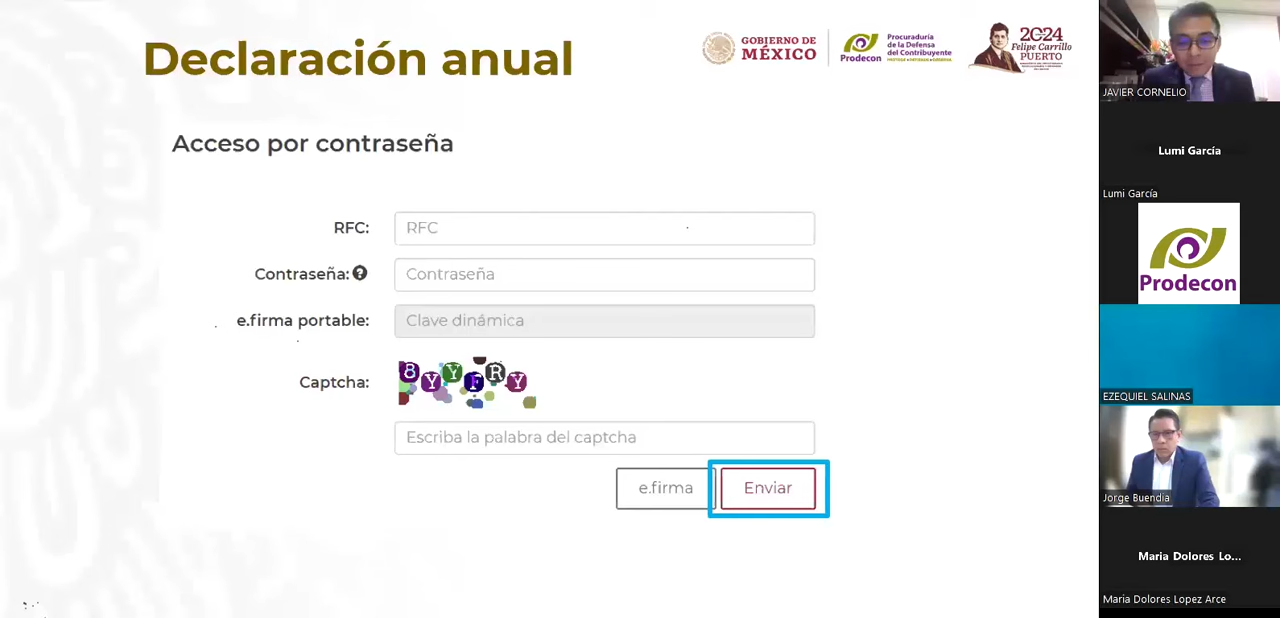 Declaración anual
GOBIERNO DE
MÉXICO
Prodecon
Procuraduría
de la Defensa
del Contribuyente
2024
Felipe Carrillo
PUERTO
Acceso por contraseña
RFC:
RFC
Contraseña:
Contraseña
e.firma portable:
Clave dinámica
Captcha:
8YYFRY
Escriba la palabra del captcha
e.firma
Enviar
JAVIER CORNELIO
Lumi García
Lumi García
Prodecon
EZEQUIEL SALINAS
Jorge Buendía
Maria Dolores Lo...
Maria Dolores Lopez Arce